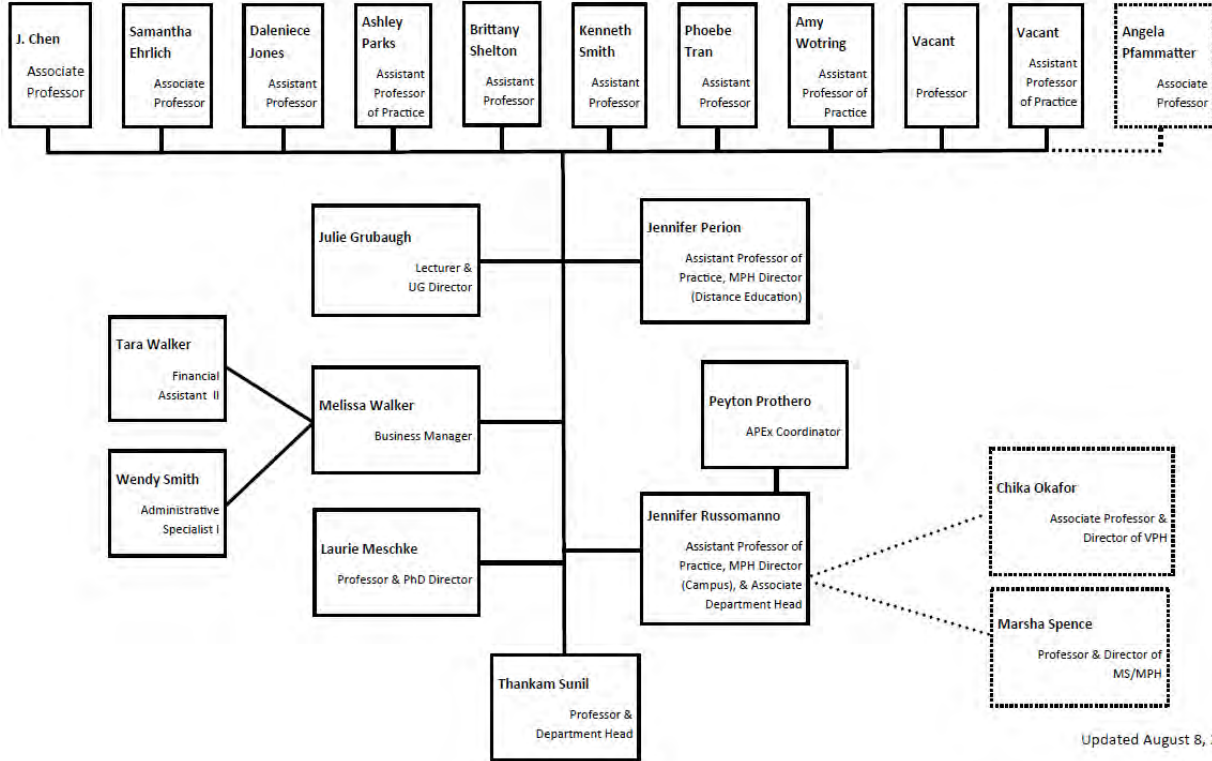 J. Chen
Associate
Professor
Samantha
Ehrlich
Associate
Professor
Daleniece
Jones
Assistant
Professor
Ashley
Parks
Assistant
Professor
of Practice
Brittany
Shelton
Assistant
Professor
Kenneth
Smith
Assistant
Professor
Phoebe
Tran
Assistant
Professor
Amy
Wotring
Assistant
Professor of
Practice
Vacant
Professor
Vacant
Assistant
Professor
of Practice
Angela
Pfammatter
Associate
Professor
Julie Grubaugh
Lecturer &
UG Director
Jennifer Perion
Assistant Professor of
Practice, MPH Director
(Distance Education)
Tara Walker
Financial
Assistant II
Melissa Walker
Business Manager
Peyton Prothero
APEx Coordinator
Wendy Smith
Administrative
Specialist I
Laurie Meschke
Professor & PhD Director
Jennifer Russomanno
Assistant Professor of
Practice, MPH Director
(Campus), & Associate
Department Head
Chika Okafor
Associate Professor &
Director of VPH
Marsha Spence
Professor & Director of
MS/MPH
Thankam Sunil
Professor &
Department Head
Updated August 8,